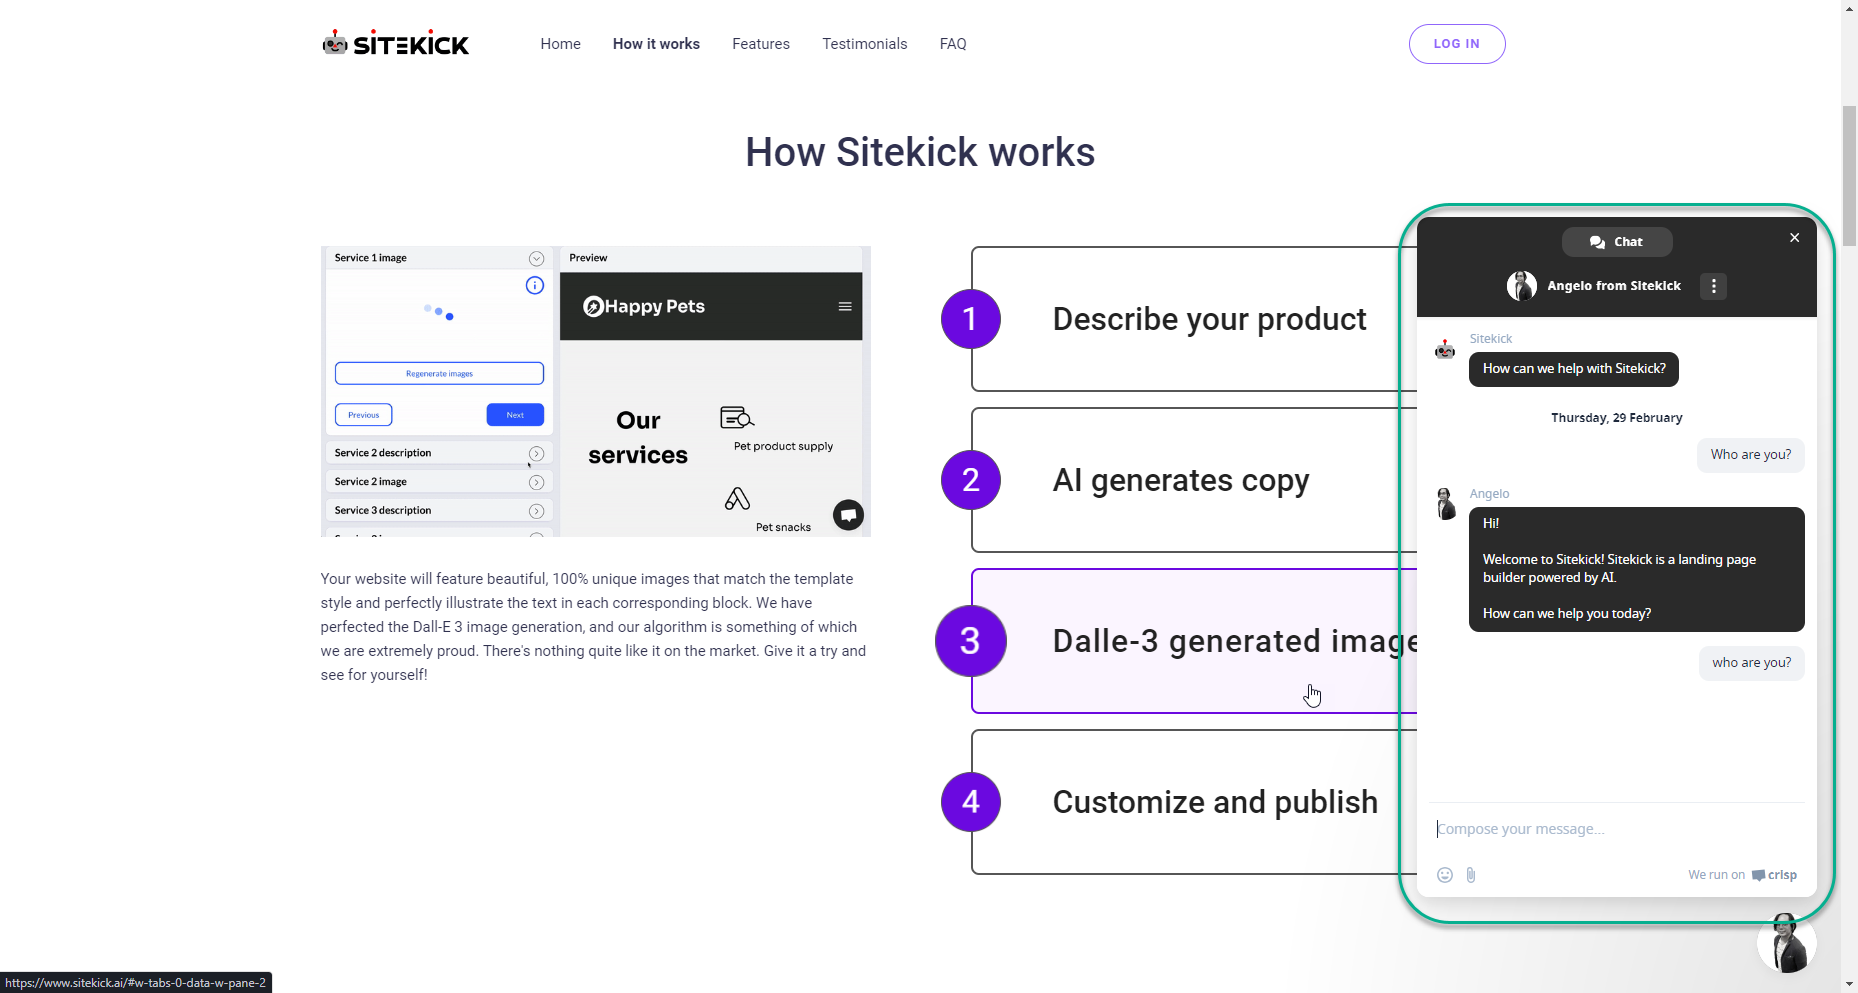 SITEKICK
Home
How it works
Features
Testimonials
FAQ
LOG IN
How Sitekick works
Service 1 image
Regenerate images
Previous
Next
Service 2 description
Service 2 image
Service 3 description
Preview
Happy Pets
Our
services
Pet product supply
Pet snacks
Your website will feature beautiful, 100% unique images that match the template
style and perfectly illustrate the text in each corresponding block. We have
perfected the Dall-E 3 image generation, and our algorithm is something of which
we are extremely proud. There's nothing quite like it on the market. Give it a try and
see for yourself!
1
Describe your product
2
AI generates copy
3
Dalle-3 generated image
4
Customize and publish
Chat
Angelo from Sitekick
Sitekick
How can we help with Sitekick?
Thursday, 29 February
Who are you?
Angelo
Hi!
Welcome to Sitekick! Sitekick is a landing page
builder powered by AI.
How can we help you today?
who are you?
Compose your message...
We run on crisp
https://www.sitekick.ai/#w-tabs-0-data-w-pane-2